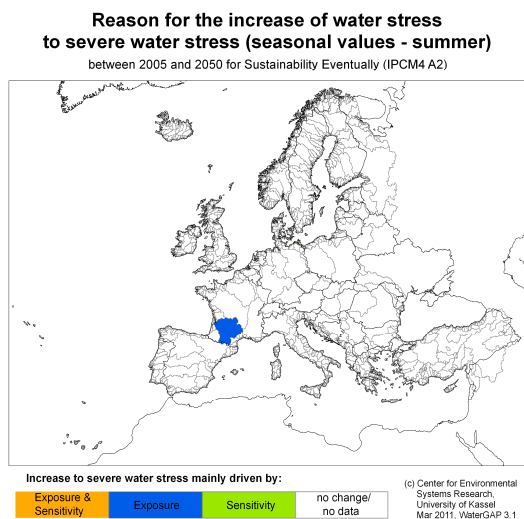 Reason for the increase of water stress
to severe water stress (seasonal values - summer)
between 2005 and 2050 for Sustainability Eventually (IPCM4 A2)
Increase to severe water stress mainly driven by:
Exposure &
Sensitivity
Exposure
Sensitivity
no change/
no data
(c) Center for Environmental
Systems Research,
University of Kassel
Mar 2011, WaterGAP 3.1